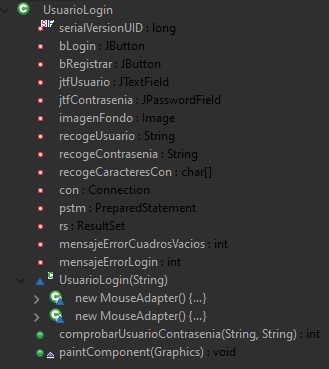 UsuarioLogin
serialVersionUID : long
bLogin : JButton
bRegistrar : JButton
jtfUsuario : JTextField
jtfContrasenia : JPasswordField
imagenFondo : Image
recogeUsuario : String
recogeContrasenia : String
recogeCaracteresCon : char[]
con : Connection
pstm : PreparedStatement
rs : ResultSet
mensajeErrorCuadrosVacios : int
mensajeErrorLogin : int
UsuarioLogin(String)
new MouseAdapter() {...}
new MouseAdapter() {...}
comprobarUsuarioContrasenia(String, String) : int
paintComponent(Graphics) : void